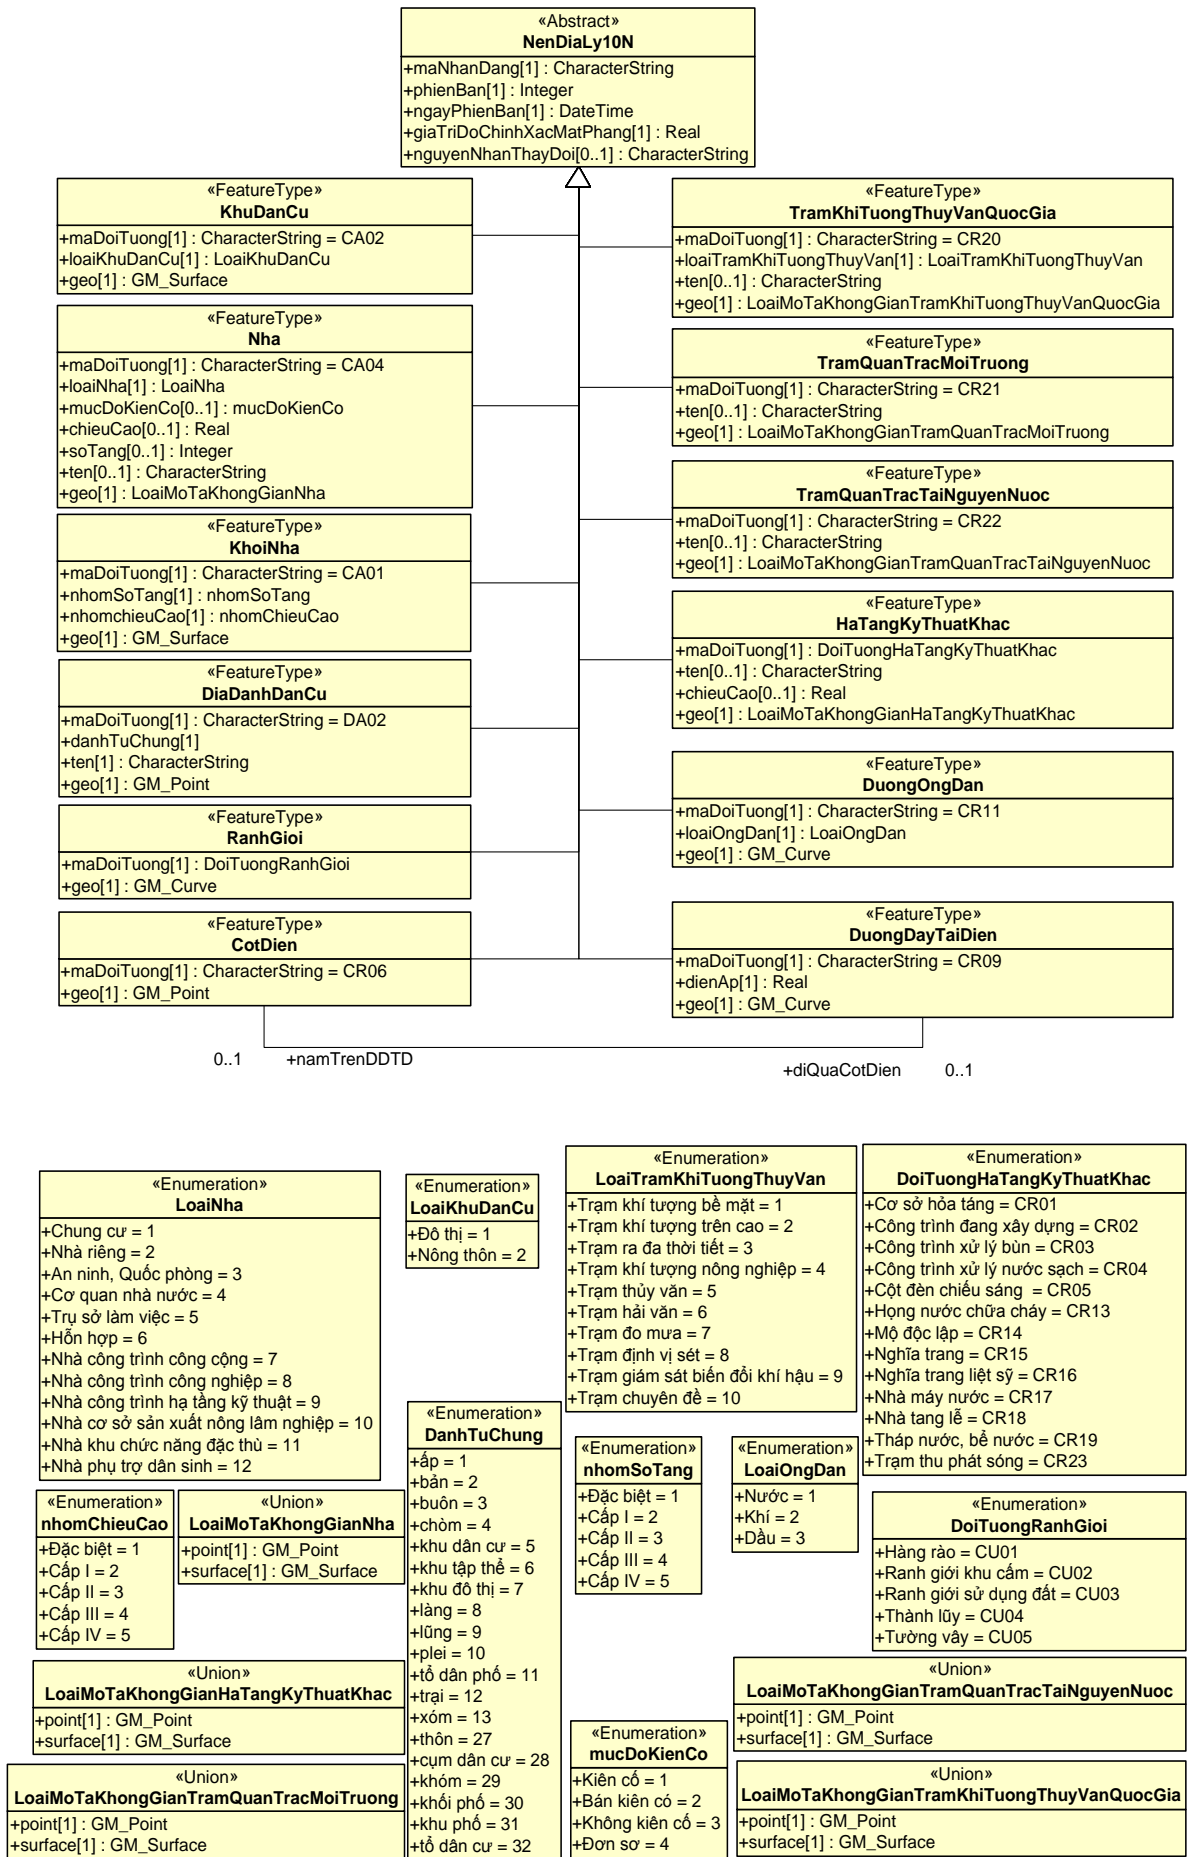 «Abstract»
NenDiaLy10N
+maNhanDang[1] : CharacterString
+phienBan[1] : Integer
+ngayPhienBan[1] : DateTime
+giaTriDoChinhXacMatPhang[1] : Real
+nguyenNhanThayDoi[0..1] : CharacterString
«FeatureType»
KhuDanCu
+maDoiTuong[1] : CharacterString = CA02
+loaiKhuDanCu[1] : LoaiKhuDanCu
+geo[1] : GM_Surface
«FeatureType»
Nha
+maDoiTuong[1] : CharacterString = CA04
+loaiNha[1] : LoaiNha
+mucDoKienCo[0..1] : mucDoKienCo
+chieuCao[0..1] : Real
+soTang[0..1] : Integer
+ten[0..1] : CharacterString
+geo[1] : LoaiMoTaKhongGianNha
«FeatureType»
KhoiNha
+maDoiTuong[1] : CharacterString = CA01
+nhomSoTang[1] : nhomSoTang
+nhomchieuCao[1] : nhomChieuCao
+geo[1] : GM_Surface
«FeatureType»
DiaDanhDanCu
+maDoiTuong[1] : CharacterString = DA02
+danhTuChung[1]
+ten[1] : CharacterString
+geo[1] : GM_Point
«FeatureType»
RanhGioi
+maDoiTuong[1] : DoiTuongRanhGioi
+geo[1] : GM_Curve
«FeatureType»
CotDien
+maDoiTuong[1] : CharacterString = CR06
+geo[1] : GM_Point
«FeatureType»
TramKhiTuongThuyVanQuocGia
+maDoiTuong[1] : CharacterString = CR20
+loaiTramKhiTuongThuyVan[1] : LoaiTramKhiTuongThuyVan
+ten[0..1] : CharacterString
+geo[1] : LoaiMoTaKhongGianTramKhiTuongThuyVanQuocGia
«FeatureType»
TramQuanTracMoiTruong
+maDoiTuong[1] : CharacterString = CR21
+ten[0..1] : CharacterString
+geo[1] : LoaiMoTaKhongGianTramQuanTracMoiTruong
«FeatureType»
TramQuanTracTaiNguyenNuoc
+maDoiTuong[1] : CharacterString = CR22
+ten[0..1] : CharacterString
+geo[1] : LoaiMoTaKhongGianTramQuanTracTaiNguyenNuoc
«FeatureType»
HaTangKyThuatKhac
+maDoiTuong[1] : DoiTuongHaTangKyThuatKhac
+ten[0..1] : CharacterString
+chieuCao[0..1] : Real
+geo[1] : LoaiMoTaKhongGianHaTangKyThuatKhac
«FeatureType»
DuongOngDan
+maDoiTuong[1] : CharacterString = CR11
+loaiOngDan[1] : LoaiOngDan
+geo[1] : GM_Curve
«FeatureType»
DuongDayTaiDien
+maDoiTuong[1] : CharacterString = CR09
+dienAp[1] : Real
+geo[1] : GM_Curve
0..1 +namTrenDDTD
+diQuaCotDien 0..1
«Enumeration»
LoaiNha
+Chung cư = 1
+Nhà riêng = 2
+An ninh, Quốc phòng = 3
+Cơ quan nhà nước = 4
+Trụ sở làm việc = 5
+Hỗn hợp = 6
+Nhà công trình công cộng = 7
+Nhà công trình công nghiệp = 8
+Nhà công trình hạ tầng kỹ thuật = 9
+Nhà cơ sở sản xuất nông lâm nghiệp = 10
+Nhà khu chức năng đặc thù = 11
+Nhà phụ trợ dân sinh = 12
«Enumeration»
LoaiKhuDanCu
+Đô thị = 1
+Nông thôn = 2
«Enumeration»
LoaiTramKhiTuongThuyVan
+Trạm khí tượng bề mặt = 1
+Trạm khí tượng trên cao = 2
+Trạm ra đa thời tiết = 3
+Trạm khí tượng nông nghiệp = 4
+Trạm thủy văn = 5
+Trạm hải văn = 6
+Trạm đo mưa = 7
+Trạm định vị sét = 8
+Trạm giám sát biến đổi khí hậu = 9
+Trạm chuyên đề = 10
«Enumeration»
DoiTuongHaTangKyThuatKhac
+Cơ sở hỏa táng = CR01
+Công trình đang xây dựng = CR02
+Công trình xử lý bùn = CR03
+Công trình xử lý nước sạch = CR04
+Cột đèn chiếu sáng = CR05
+Họng nước chữa cháy = CR13
+Mộ độc lập = CR14
+Nghĩa trang = CR15
+Nghĩa trang liệt sỹ = CR16
+Nhà máy nước = CR17
+Nhà tang lễ = CR18
+Tháp nước, bể nước = CR19
+Trạm thu phát sóng = CR23
«Enumeration»
nhomChieuCao
+Đặc biệt = 1
+Cấp I = 2
+Cấp II = 3
+Cấp III = 4
+Cấp IV = 5
«Union»
LoaiMoTaKhongGianNha
+point[1] : GM_Point
+surface[1] : GM_Surface
«Enumeration»
DanhTuChung
+ấp = 1
+bản = 2
+buôn = 3
+chòm = 4
+khu dân cư = 5
+khu tập thể = 6
+khu đô thị = 7
+làng = 8
+lũng = 9
+plei = 10
+tổ dân phố = 11
+trại = 12
+xóm = 13
+thôn = 27
+cụm dân cư = 28
+khóm = 29
+khối phố = 30
+khu phố = 31
+tổ dân cư = 32
«Enumeration»
nhomSoTang
+Đặc biệt = 1
+Cấp I = 2
+Cấp II = 3
+Cấp III = 4
+Cấp IV = 5
«Enumeration»
LoaiOngDan
+Nước = 1
+Khí = 2
+Dầu = 3
«Enumeration»
DoiTuongRanhGioi
+Hàng rào = CU01
+Ranh giới khu cấm = CU02
+Ranh giới sử dụng đất = CU03
+Thành lũy = CU04
+Tường vây = CU05
«Union»
LoaiMoTaKhongGianHaTangKyThuatKhac
+point[1] : GM_Point
+surface[1] : GM_Surface
«Union»
LoaiMoTaKhongGianTramQuanTracMoiTruong
+point[1] : GM_Point
+surface[1] : GM_Surface
«Enumeration»
mucDoKienCo
+Kiên cố = 1
+Bán kiên có = 2
+Không kiên cố = 3
+Đơn sơ = 4
«Union»
LoaiMoTaKhongGianTramQuanTracTaiNguyenNuoc
+point[1] : GM_Point
+surface[1] : GM_Surface
«Union»
LoaiMoTaKhongGianTramKhiTuongThuyVanQuocGia
+point[1] : GM_Point
+surface[1] : GM_Surface